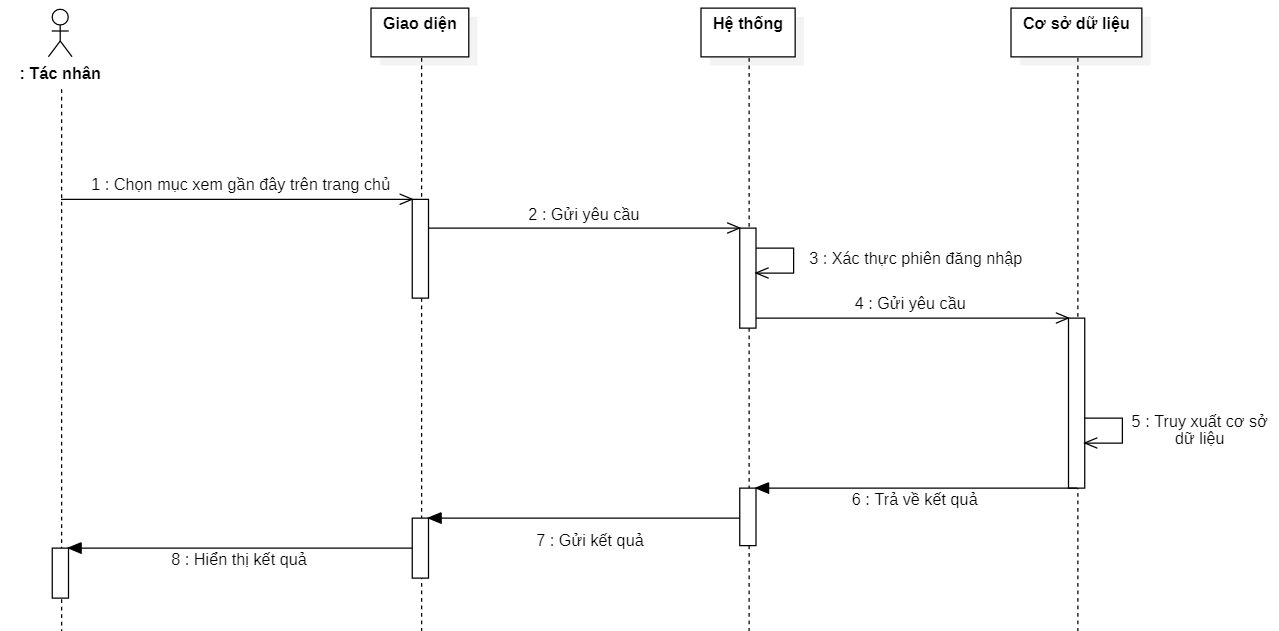 Giao diện
Hệ thống
Cơ sở dữ liệu
: Tác nhân
1 : Chọn mục xem gần đây trên trang chủ
2 : Gửi yêu cầu
3 : Xác thực phiên đăng nhập
4 : Gửi yêu cầu
5 : Truy xuất cơ sở
dữ liệu
6 : Trả về kết quả
7 : Gửi kết quả
8 : Hiển thị kết quả